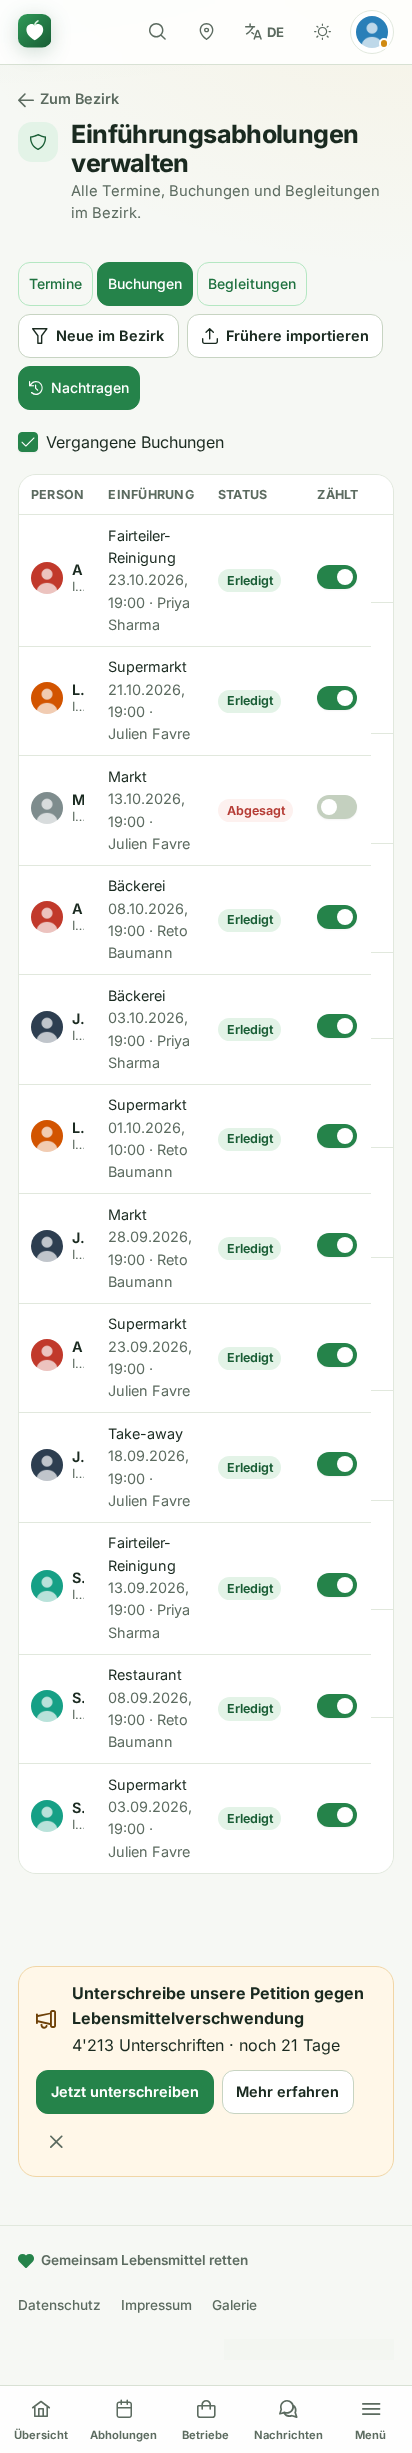 DE
Zum Bezirk
Einführungsabholungen
verwalten
Alle Termine, Buchungen und Begleitungen
im Bezirk.
Termine
Buchungen
Begleitungen
Neue im Bezirk
Frühere importieren
Nachtragen
Vergangene Buchungen
PERSON EINFÜHRUNG STATUS ZÄHLT
A
I...
Fairteiler-
Reinigung
23.10.2026,
19:00 · Priya
Sharma
Erledigt
L.
I...
Supermarkt
21.10.2026,
19:00 ·
Julien Favre
Erledigt
M
I...
Markt
13.10.2026,
19:00 ·
Julien Favre
Abgesagt
A
I...
Bäckerei
08.10.2026,
19:00 · Reto
Baumann
Erledigt
J.
I...
Bäckerei
03.10.2026,
19:00 · Priya
Sharma
Erledigt
L.
I...
Supermarkt
01.10.2026,
10:00 · Reto
Baumann
Erledigt
J.
I...
Markt
28.09.2026,
19:00 · Reto
Baumann
Erledigt
A
I...
Supermarkt
23.09.2026,
19:00 ·
Julien Favre
Erledigt
J.
I...
Take-away
18.09.2026,
19:00 ·
Julien Favre
Erledigt
S.
I...
Fairteiler-
Reinigung
13.09.2026,
19:00 · Priya
Sharma
Erledigt
S.
I...
Restaurant
08.09.2026,
19:00 · Reto
Baumann
Erledigt
S.
I...
Supermarkt
03.09.2026,
19:00 ·
Julien Favre
Erledigt
Unterschreibe unsere Petition gegen
Lebensmittelverschwendung
4'213 Unterschriften · noch 21 Tage
Jetzt unterschreiben
Mehr erfahren
Gemeinsam Lebensmittel retten
Datenschutz Impressum Galerie
Übersicht Abholungen Betriebe Nachrichten Menü